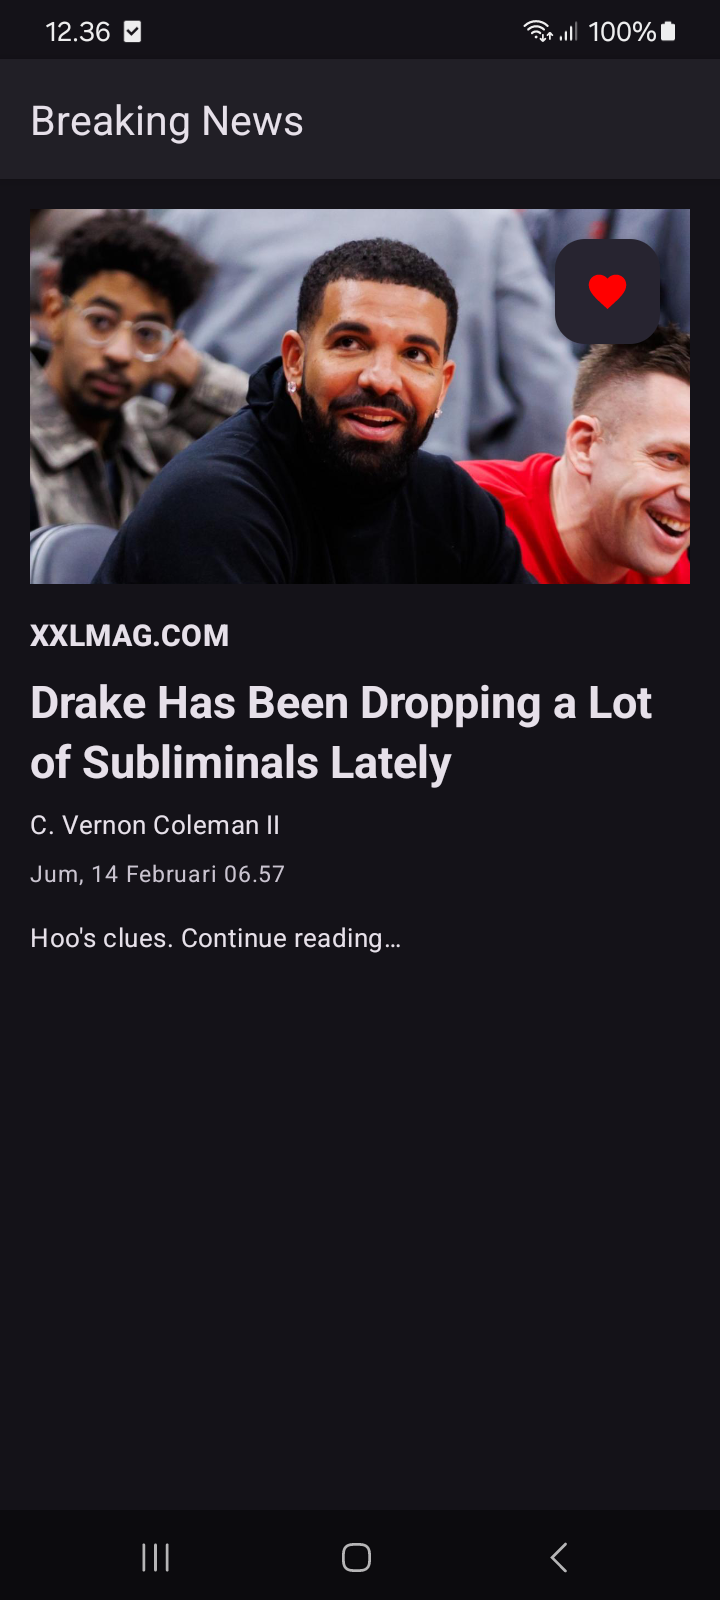 12.36
100%
Breaking News
XXLMAG.COM
Drake Has Been Dropping a Lot
of Subliminals Lately
C. Vernon Coleman II
Jum, 14 Februari 06.57
Hoo's clues. Continue reading…